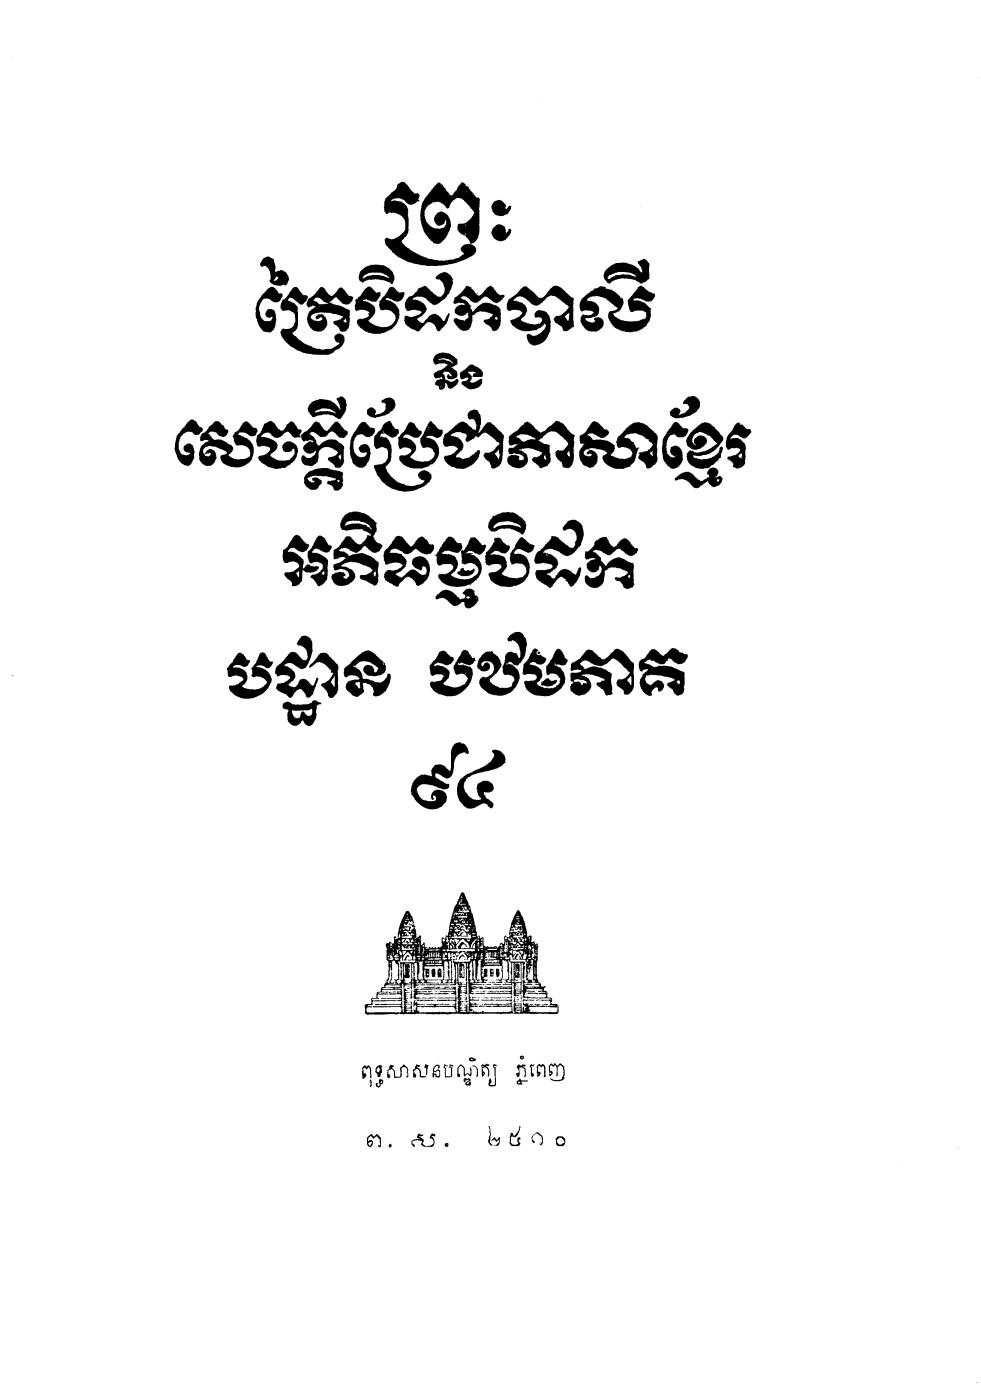 ព្រះ
ត្រៃបិដកបាលី
និង
សេចក្តីប្រែជាភាសាខ្មែរ
អភិធម្មបិដក
បដ្ឋាន បឋមភាគ
៩៤
ពុទ្ធសាសនបណ្ឌិត្យ ភ្នំពេញ
ព. ស. ២៥១០